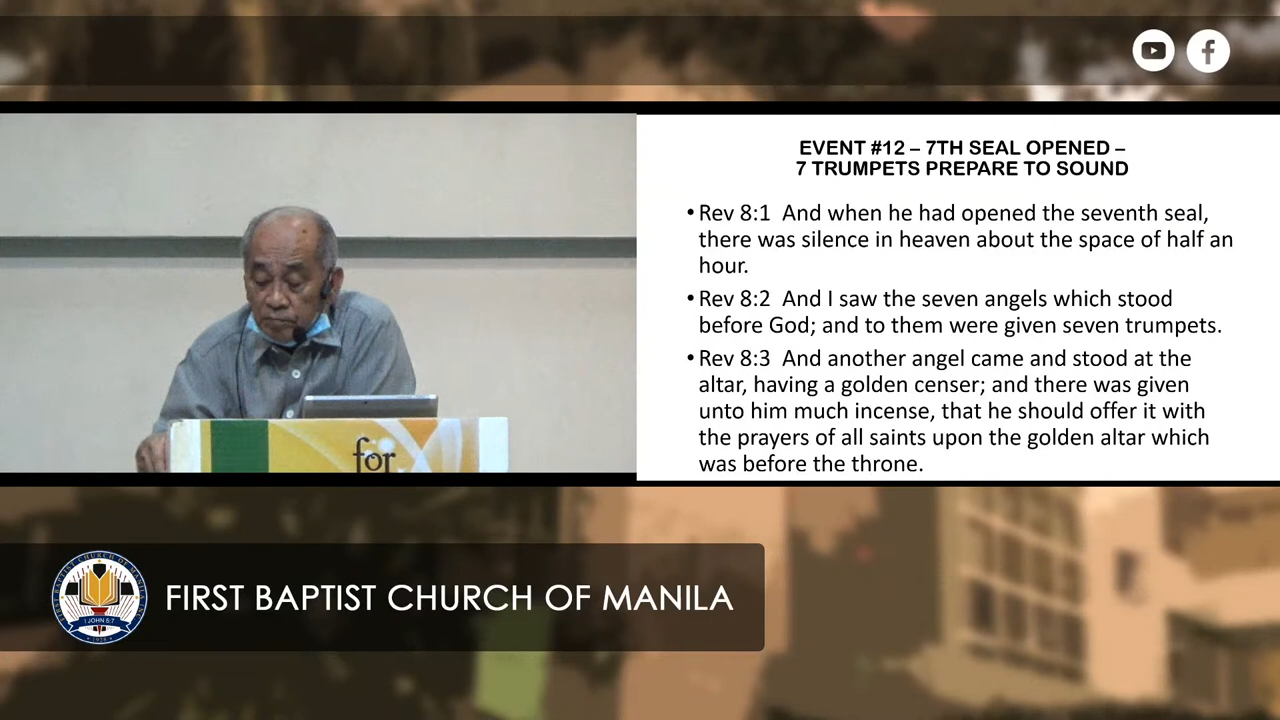 EVENT #12 – 7TH SEAL OPENED –
7 TRUMPETS PREPARE TO SOUND
• Rev 8:1  And when he had opened the seventh seal,
there was silence in heaven about the space of half an
hour.
• Rev 8:2  And I saw the seven angels which stood
before God; and to them were given seven trumpets.
• Rev 8:3  And another angel came and stood at the
altar, having a golden censer; and there was given
unto him much incense, that he should offer it with
the prayers of all saints upon the golden altar which
was before the throne.
for
FIRST BAPTIST CHURCH OF MANILA
I JOHN 5:7